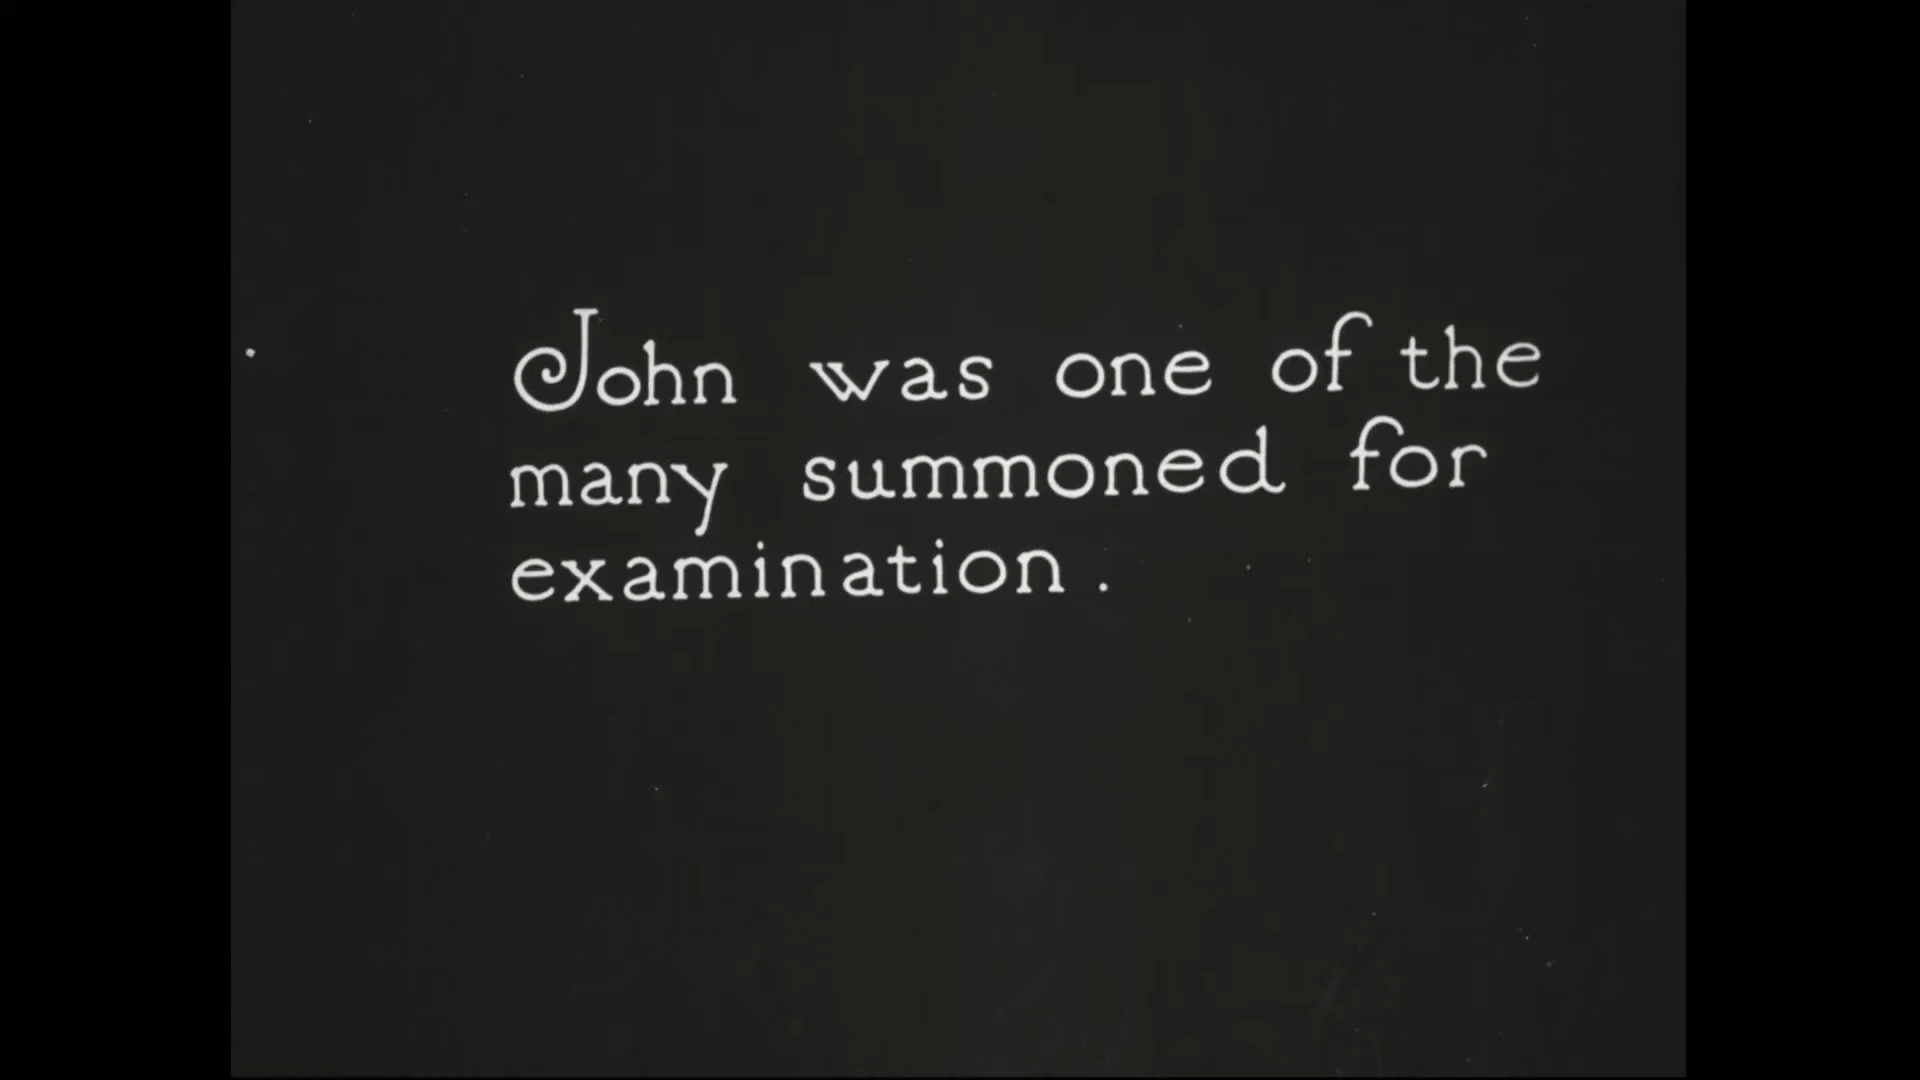 John was one of the
many summoned for
examination.